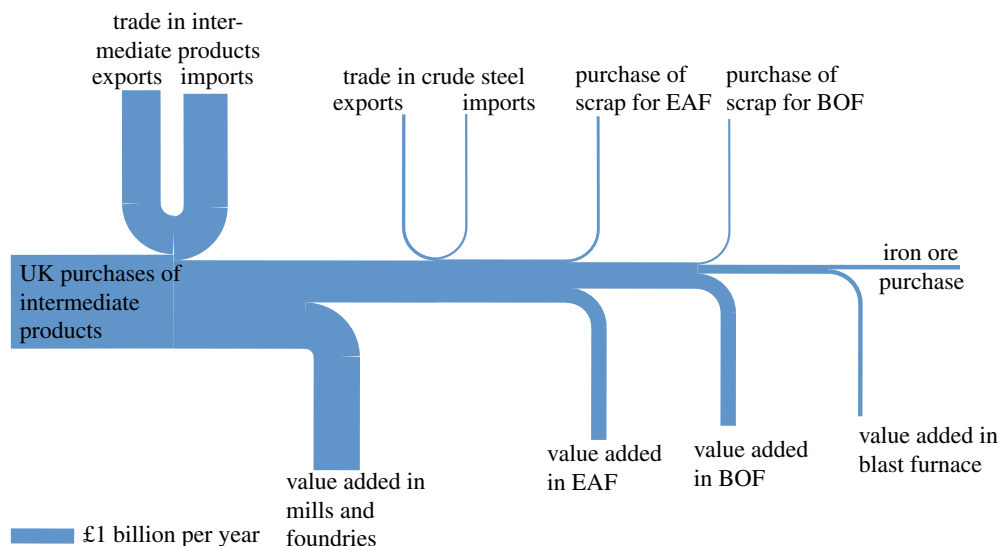 trade in inter-
mediate products
exports imports
trade in crude steel
exports imports
purchase of
scrap for EAF
purchase of
scrap for BOF
UK purchases of
intermediate
products
iron ore
purchase
value added in
mills and
foundries
value added
in EAF
value added
in BOF
value added in
blast furnace
£1 billion per year